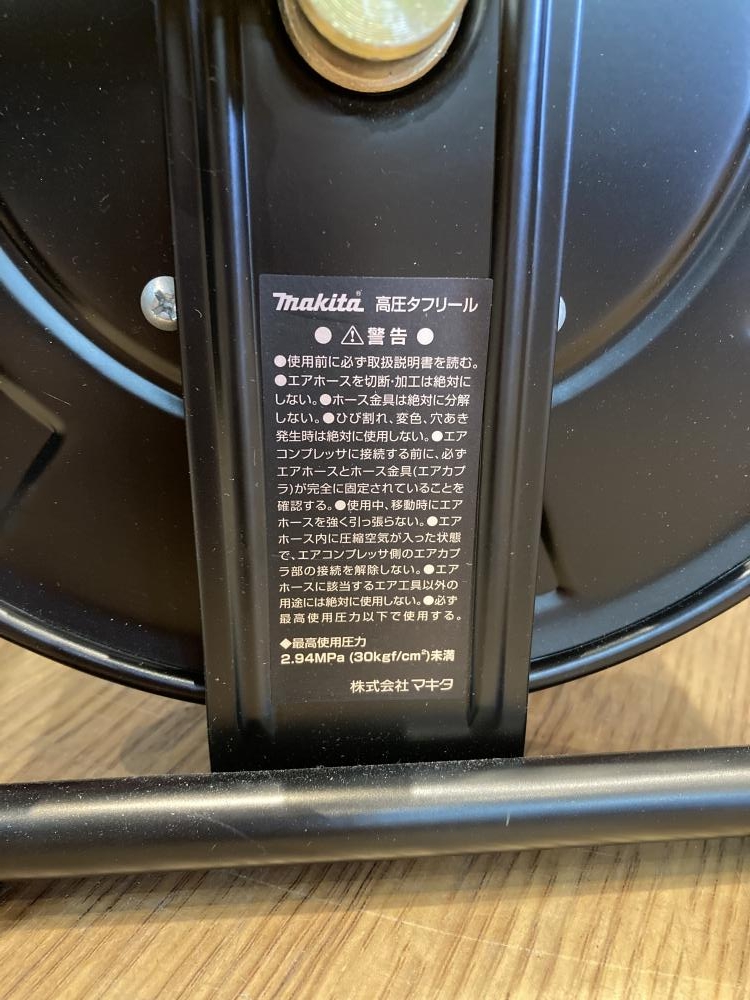 makita® 高圧タフリール
●⚠警告●
●使用前に必ず取扱説明書を読む。
●エアホースを切断・加工は絶対に
しない。●ホース金具は絶対に分解
しない。●ひび割れ、変色、穴あき
発生時は絶対に使用しない。●エア
コンプレッサに接続する前に、必ず
エアホースとホース金具(エアカプ
ラ)が完全に固定されていることを
確認する。●使用中、移動時にエア
ホースを強く引っ張らない。●エア
ホース内に圧縮空気が入った状態
で、エアコンプレッサ側のエアカプ
ラ部の接続を解除しない。●エア
ホースに該当するエア工具以外の
用途には絶対に使用しない。●必ず
最高使用圧力以下で使用する。
◆最高使用圧力
2.94MPa (30kgf/cm²)未満
株式会社マキタ